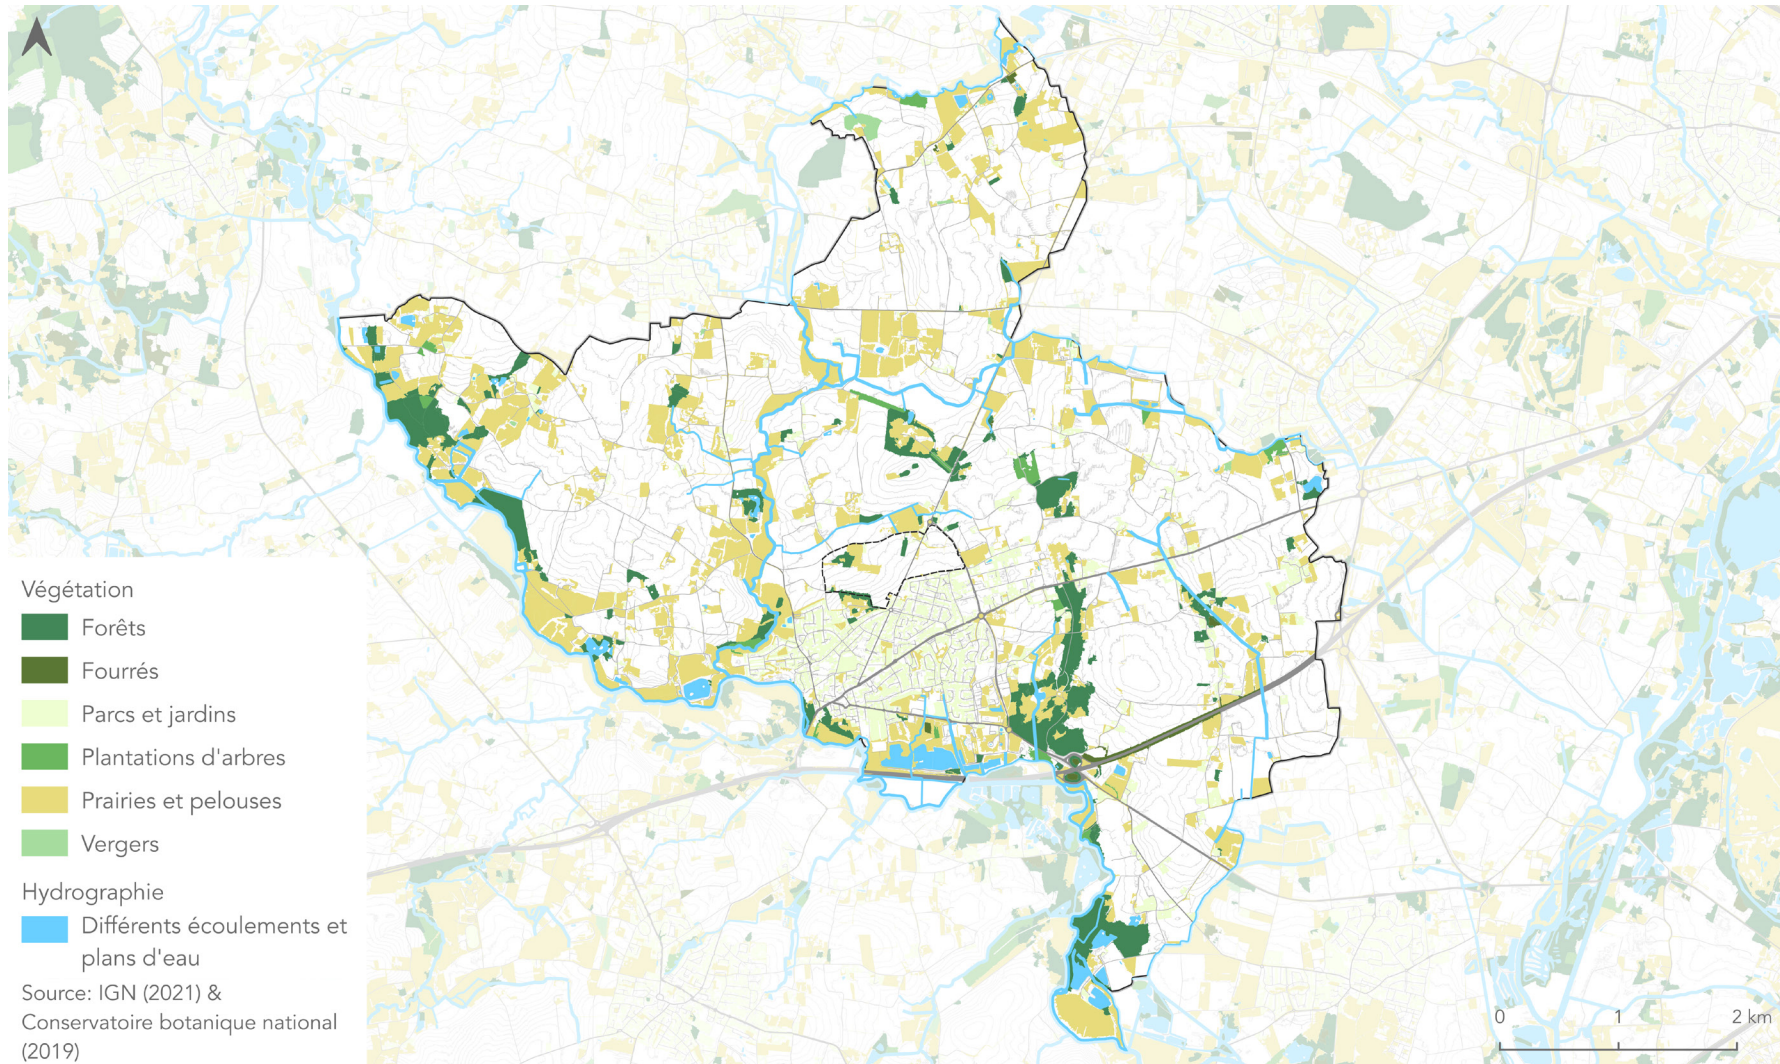 Végétation
Forêts
Fourrés
Parcs et jardins
Plantations d'arbres
Prairies et pelouses
Vergers
Hydrographie
Différents écoulements et
plans d'eau
Source: IGN (2021) &
Conservatoire botanique national
(2019)
0 1 2 km